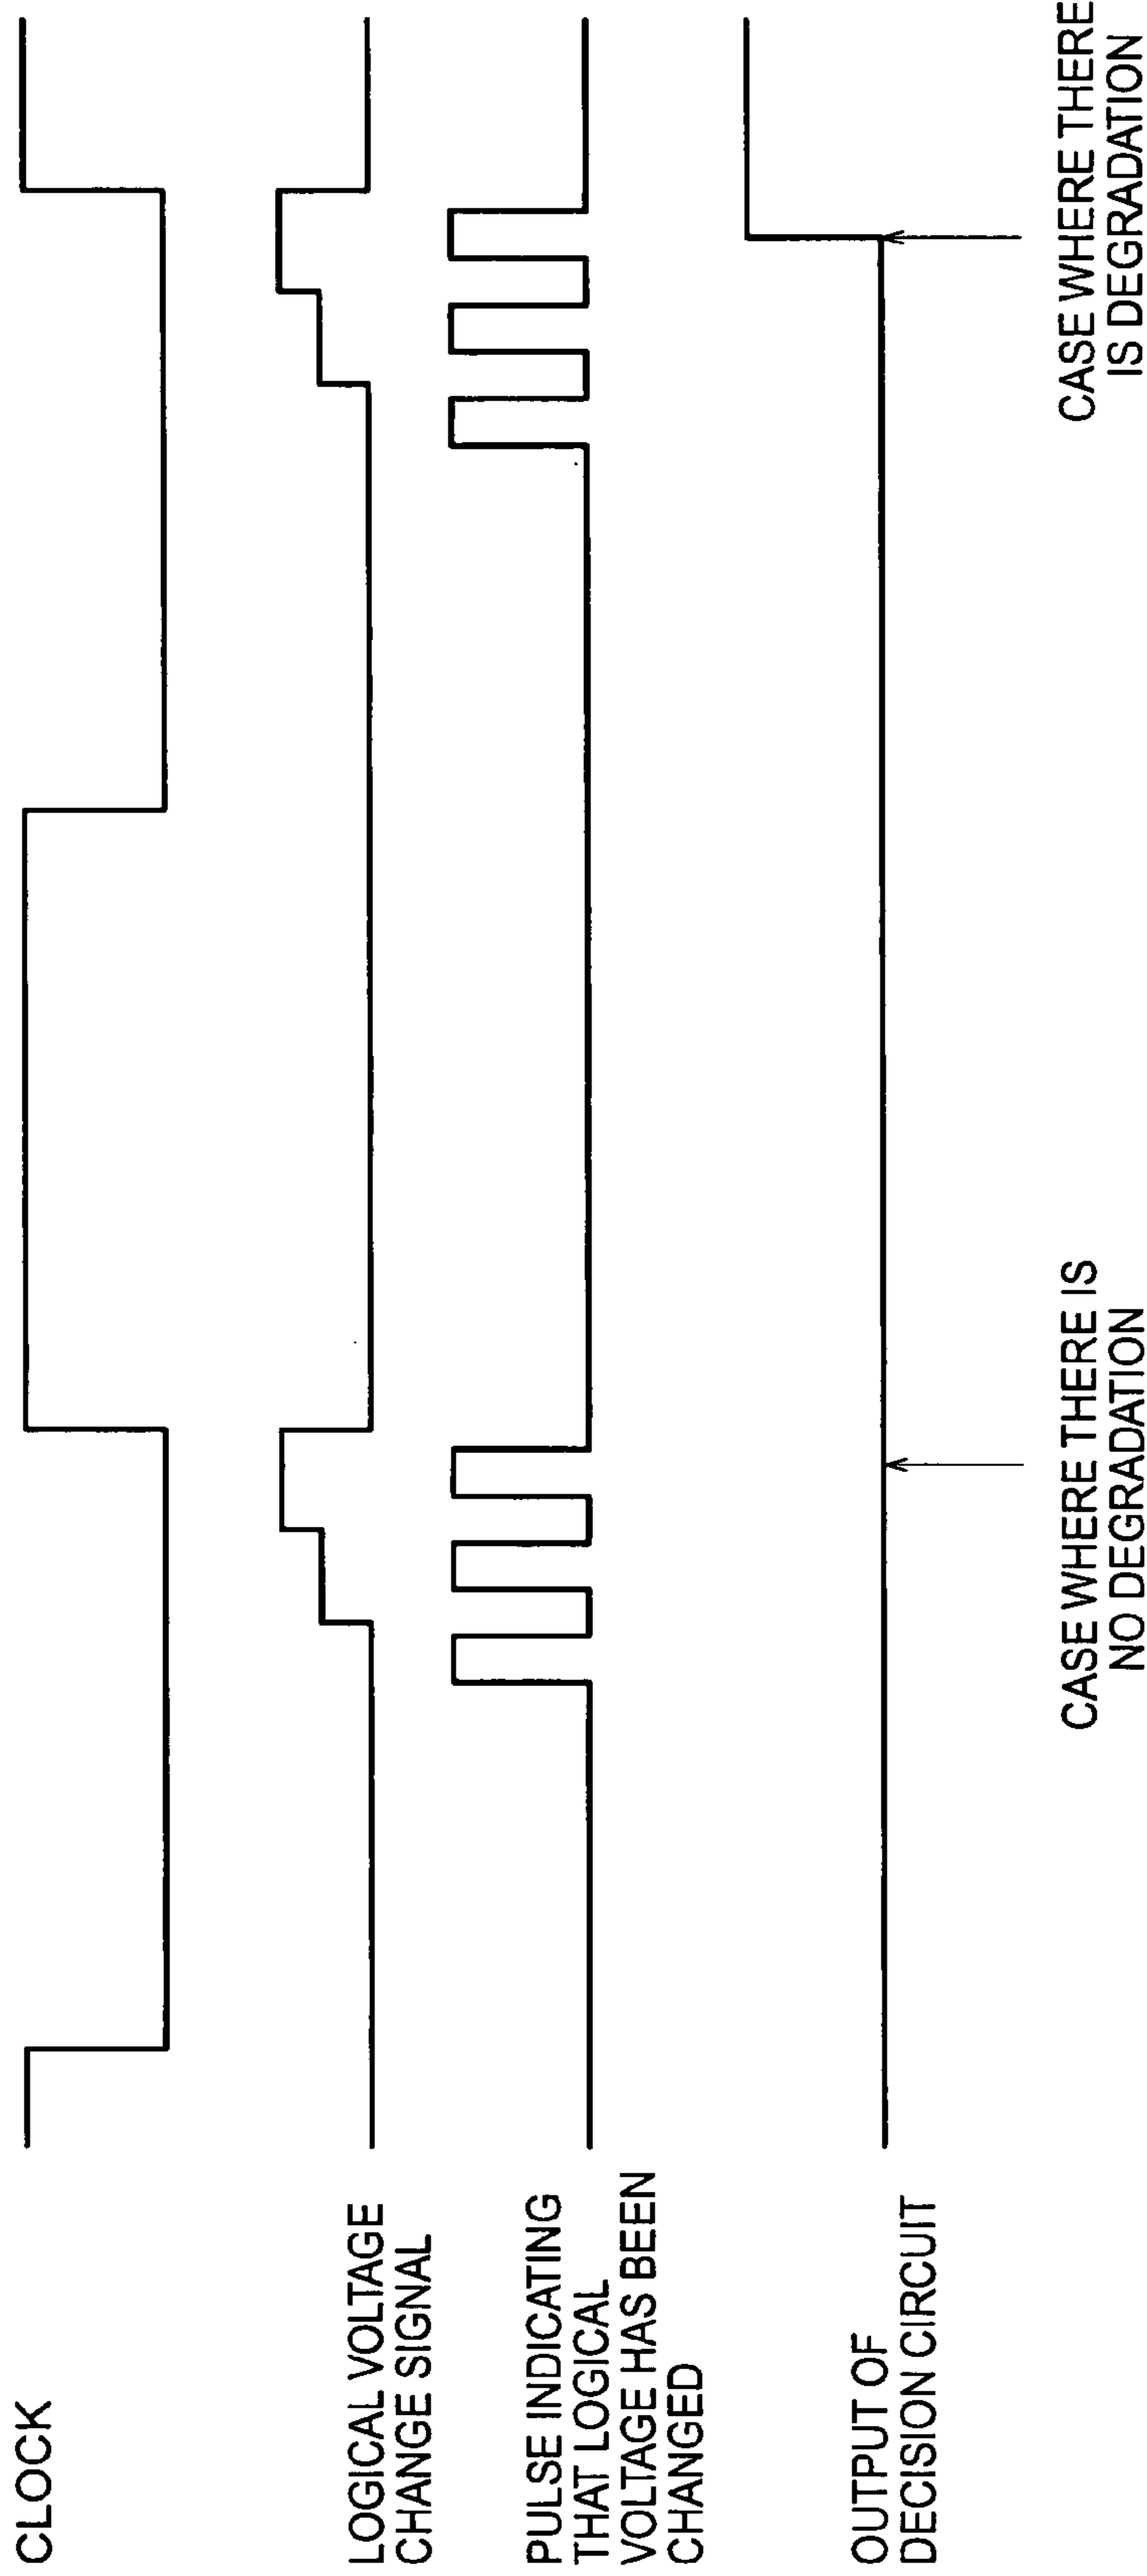 CLOCK
LOGICAL VOLTAGE
CHANGE SIGNAL
PULSE INDICATING
THAT LOGICAL
VOLTAGE HAS BEEN
CHANGED
OUTPUT OF
DECISION CIRCUIT
CASE WHERE THERE IS
NO DEGRADATION
CASE WHERE THERE
IS DEGRADATION